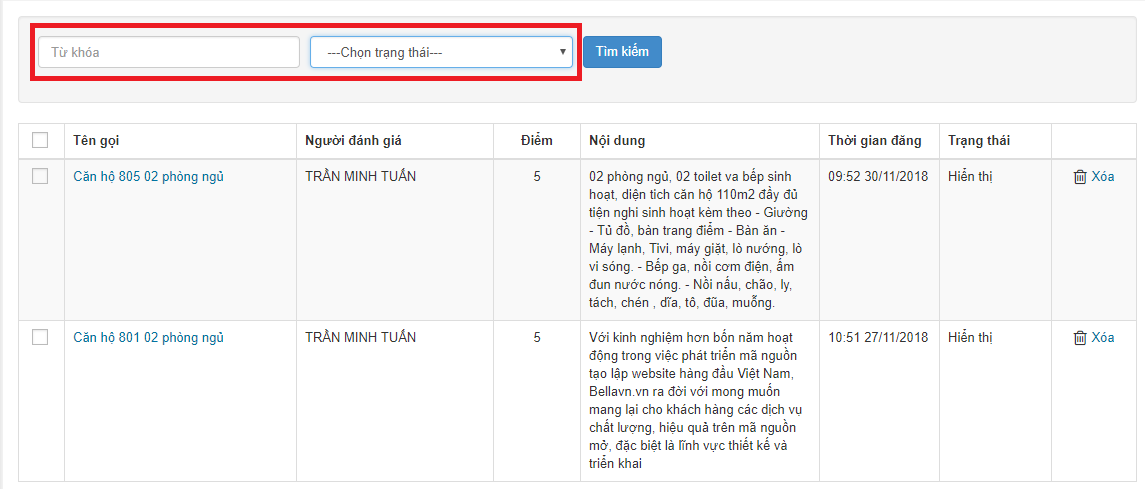 Từ khóa ---Chọn trạng thái--- Tìm kiếm
Tên gọi Người đánh giá Điểm Nội dung Thời gian đăng Trạng thái
Căn hộ 805 02 phòng ngủ TRẦN MINH TUẤN 5 02 phòng ngủ, 02 toilet va bếp sinh 09:52 30/11/2018 Hiển thị Xóa
hoạt, diện tich căn hộ 110m2 đầy đủ
tiện nghi sinh hoạt kèm theo - Giường
- Tủ đồ, bàn trang điểm - Bàn ăn -
Máy lạnh, Tivi, máy giặt, lò nướng, lò
vi sóng. - Bếp ga, nồi cơm điện, ấm
đun nước nóng. - Nồi nấu, chão, ly,
tách, chén , dĩa, tô, đũa, muỗng.
Căn hộ 801 02 phòng ngủ TRẦN MINH TUẤN 5 Với kinh nghiệm hơn bốn năm hoạt 10:51 27/11/2018 Hiển thị Xóa
động trong việc phát triển mã nguồn
tạo lập website hàng đầu Việt Nam,
Bellavn.vn ra đời với mong muốn
mang lại cho khách hàng các dịch vụ
chất lượng, hiệu quả trên mã nguồn
mở, đặc biệt là lĩnh vực thiết kế và
triển khai